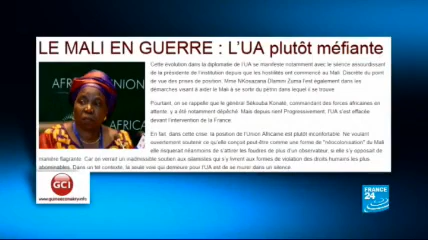 LE MALI EN GUERRE : L'UA plutôt méfiante
Cette évolution dans la diplomatie de l'UA se manifeste notamment avec le silence assourdissant
de la présidente de l'institution depuis que les hostilités ont commencé au Mali. Discrète du point
de vue des prises de position, Mme NKosazana Dlamini Zuma l'est également dans les
démarches visant à aider le Mali à se sortir du pétrin dans lequel il se trouve
Pourtant, on se rappelle que le général Sékouba Konaté, commandant des forces africaines en
attente, y a été notamment dépêché. Mais depuis rien! Progressivement, l'UA s'est effacée
devant l'intervention de la France.
En fait, dans cette crise, la position de l'Union Africaine est plutôt inconfortable. Ne voulant
ouvertement soutenir ce qu'elle conçoit peut-être comme une forme de "néocolonisation" du Mali
elle risquerait néanmoins de s'attirer les foudres de plus d'un observateur, si elle s'y opposait de
manière flagrante. Car on verrait un inadmissible soutien aux islamistes qui s'y livrent aux formes de violation des droits humains les plus
abominables. Dans un tel contexte, la seule voie qui demeure pour l'UA est de se murer dans un silence
AFRICAN UNION
AFR
GCI
www.guineeconakry.info
FRANCE
24